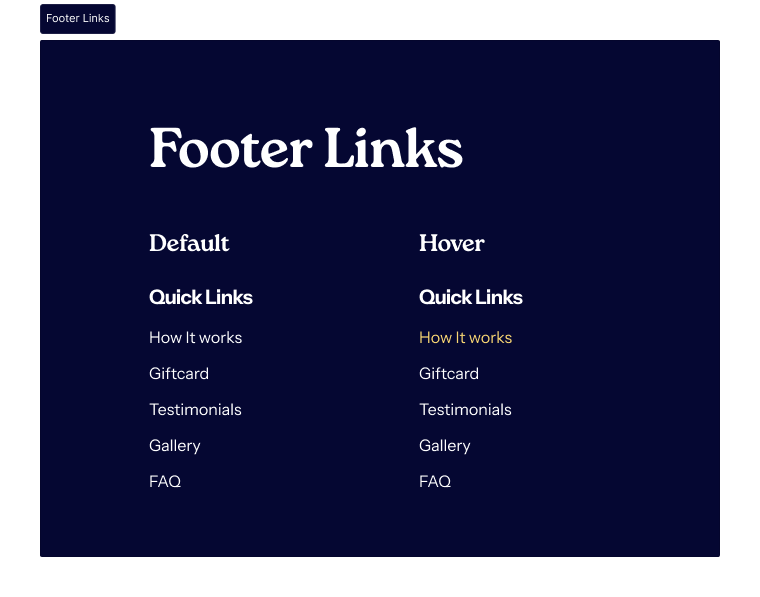 Footer Links
Footer Links
Default
Hover
Quick Links
Quick Links
How It works
How It works
Giftcard
Giftcard
Testimonials
Testimonials
Gallery
Gallery
FAQ
FAQ